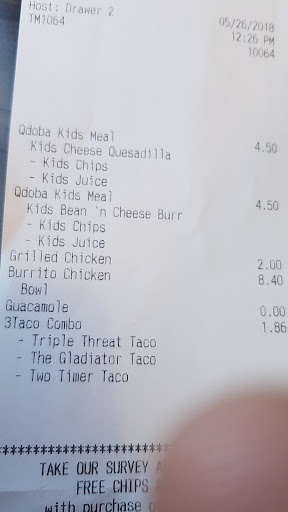 Host: Drawer 2 05/26/2018
TM1064 12:26 PM
10064
Qdoba Kids Meal 4.50
Kids Cheese Quesadilla
- Kids Chips
- Kids Juice
Qdoba Kids Meal 4.50
Kids Bean 'n Cheese Burr
- Kids Chips
- Kids Juice
Grilled Chicken 2.00
Burrito Chicken 8.40
Bowl
Guacamole 0.00
3Taco Combo 1.86
- Triple Threat Taco
- The Gladiator Taco
- Two Timer Taco
****************************
TAKE OUR SURVEY
FREE CHIPS
with purchase